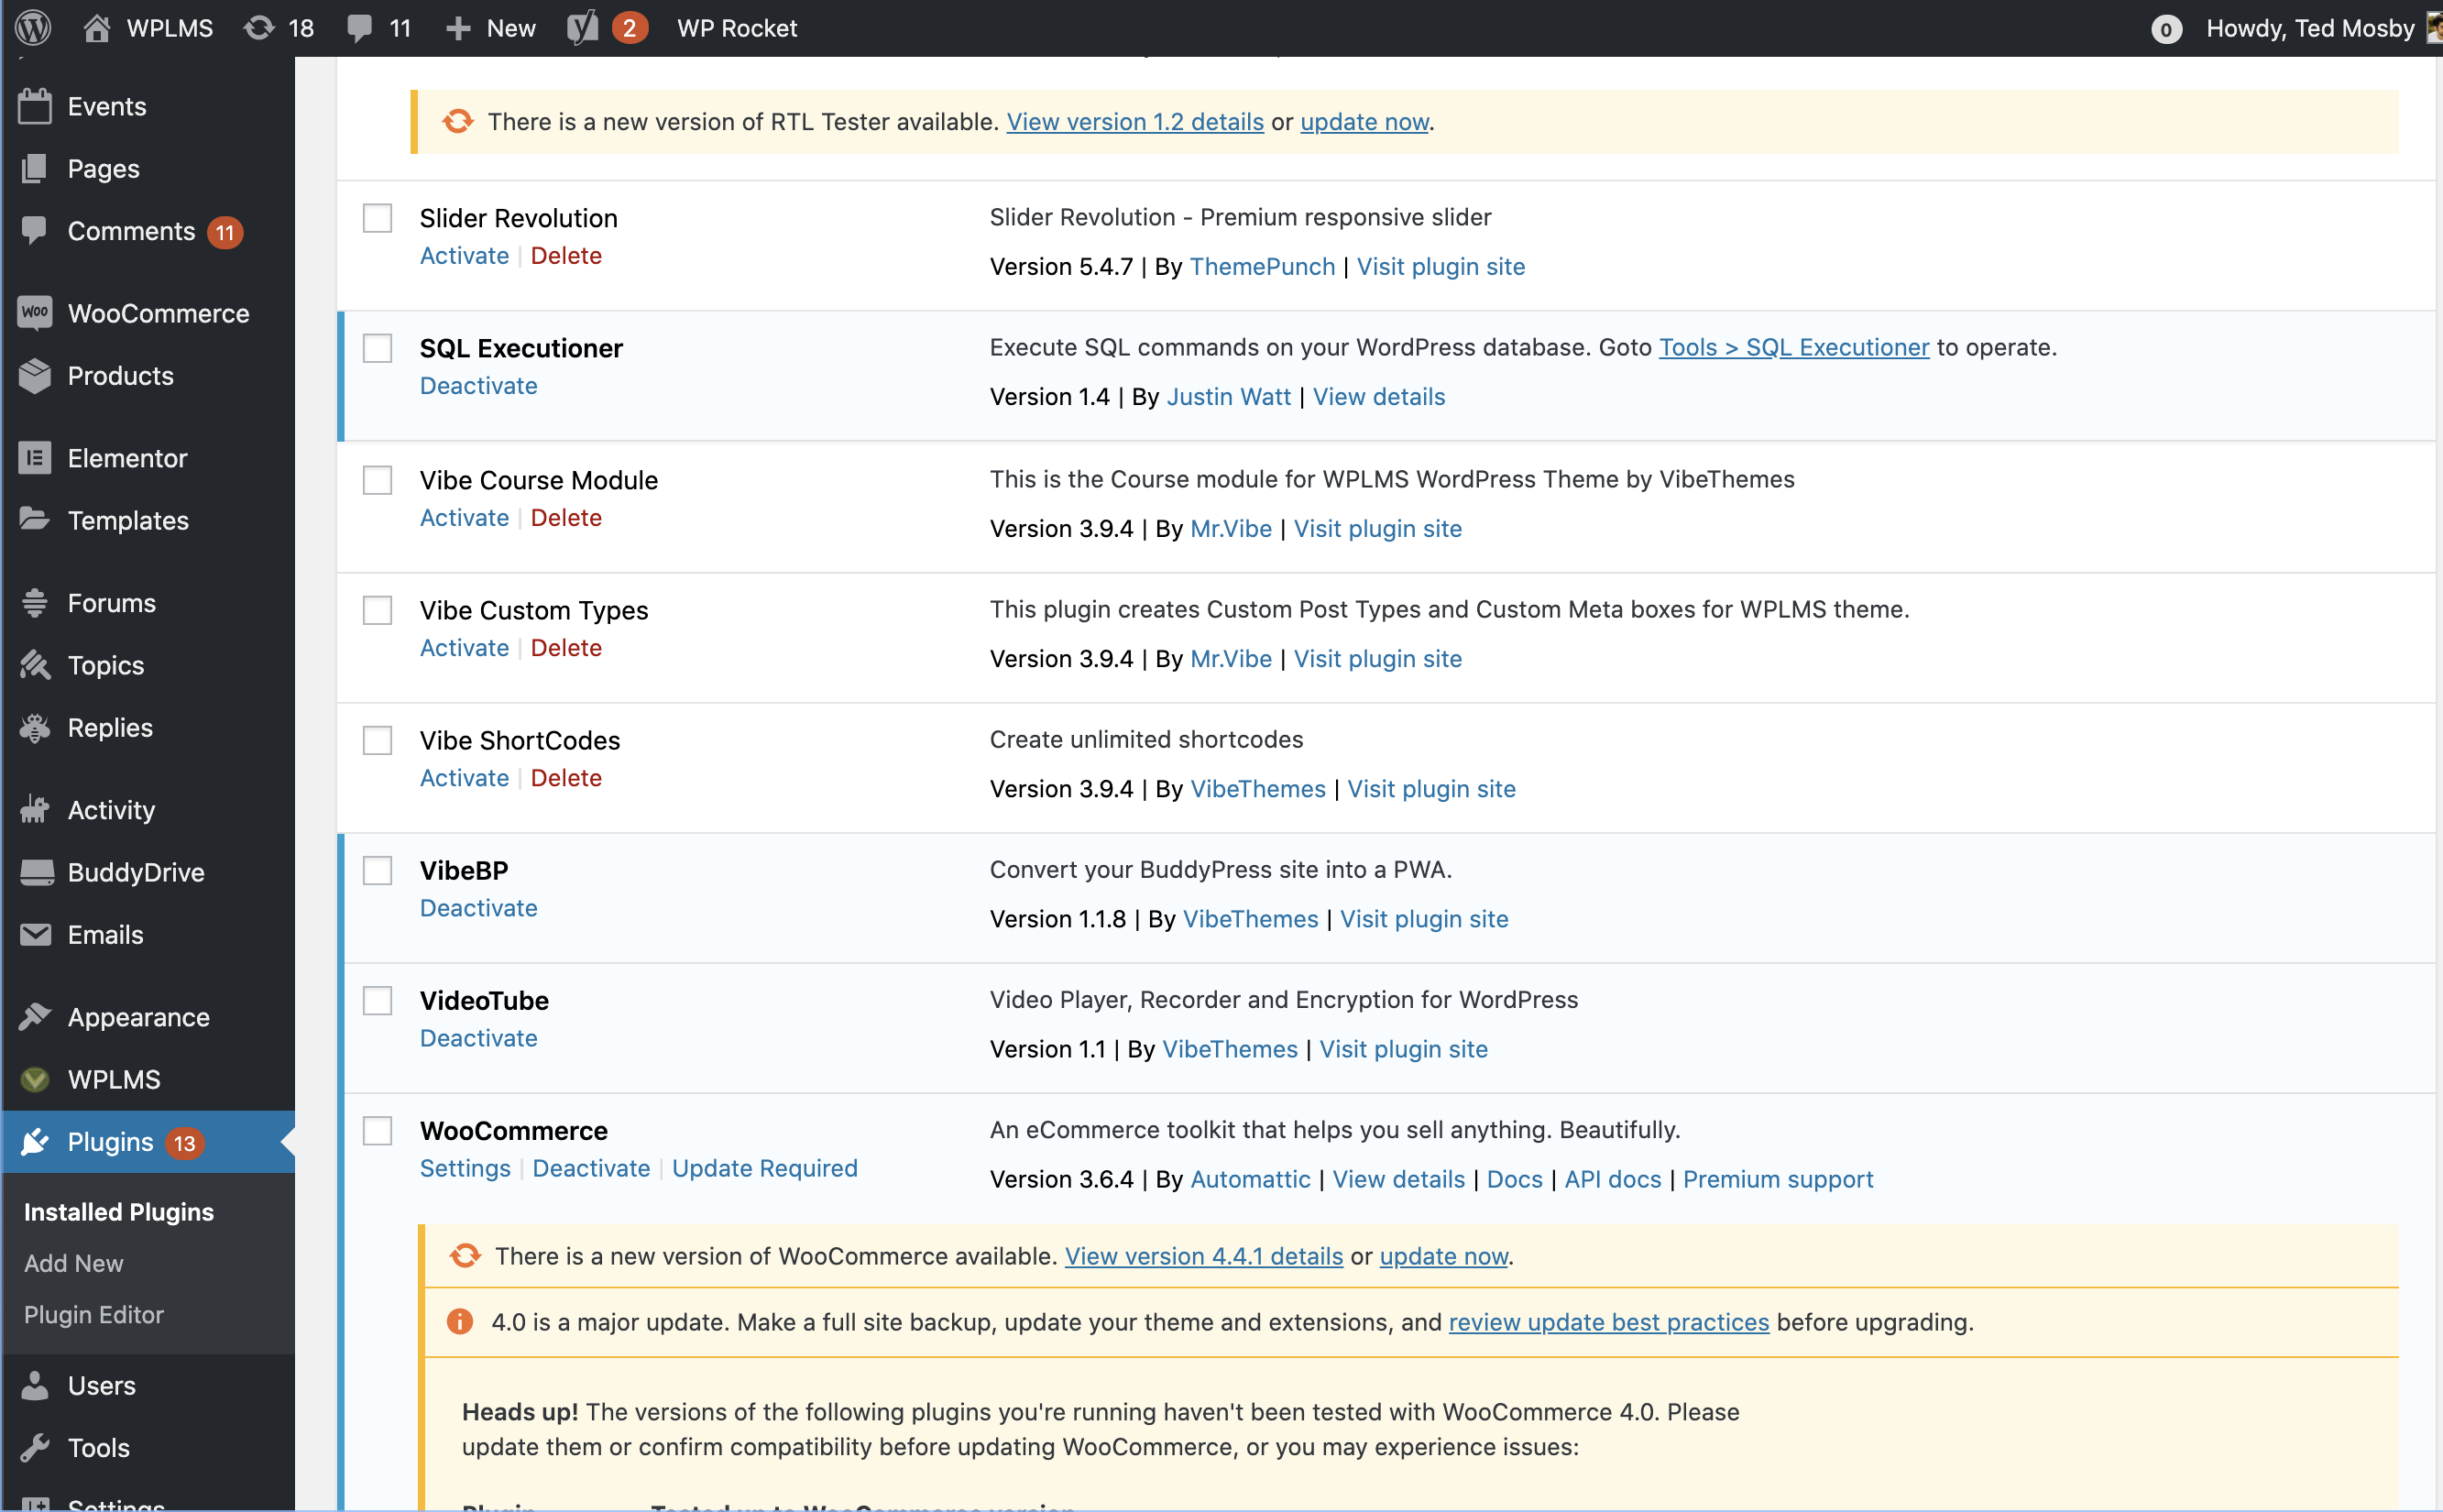 WPLMS 18 11 New 2 WP Rocket 0 Howdy, Ted Mosby
Events
Pages
Comments 11
WooCommerce
Products
Elementor
Templates
Forums
Topics
Replies
Activity
BuddyDrive
Emails
Appearance
WPLMS
Plugins 13
Installed Plugins
Add New
Plugin Editor
Users
Tools
Settings
There is a new version of RTL Tester available. View version 1.2 details or update now.
Slider Revolution
Activate | Delete
Slider Revolution - Premium responsive slider
Version 5.4.7 | By ThemePunch | Visit plugin site
SQL Executioner
Deactivate
Execute SQL commands on your WordPress database. Goto Tools > SQL Executioner to operate.
Version 1.4 | By Justin Watt | View details
Vibe Course Module
Activate | Delete
This is the Course module for WPLMS WordPress Theme by VibeThemes
Version 3.9.4 | By Mr.Vibe | Visit plugin site
Vibe Custom Types
Activate | Delete
This plugin creates Custom Post Types and Custom Meta boxes for WPLMS theme.
Version 3.9.4 | By Mr.Vibe | Visit plugin site
Vibe ShortCodes
Activate | Delete
Create unlimited shortcodes
Version 3.9.4 | By VibeThemes | Visit plugin site
VibeBP
Deactivate
Convert your BuddyPress site into a PWA.
Version 1.1.8 | By VibeThemes | Visit plugin site
VideoTube
Deactivate
Video Player, Recorder and Encryption for WordPress
Version 1.1 | By VibeThemes | Visit plugin site
WooCommerce
Settings | Deactivate | Update Required
An eCommerce toolkit that helps you sell anything. Beautifully.
Version 3.6.4 | By Automattic | View details | Docs | API docs | Premium support
There is a new version of WooCommerce available. View version 4.4.1 details or update now.
4.0 is a major update. Make a full site backup, update your theme and extensions, and review update best practices before upgrading.
Heads up! The versions of the following plugins you're running haven't been tested with WooCommerce 4.0. Please
update them or confirm compatibility before updating WooCommerce, or you may experience issues:
Plugin Tested up to WooCommerce version